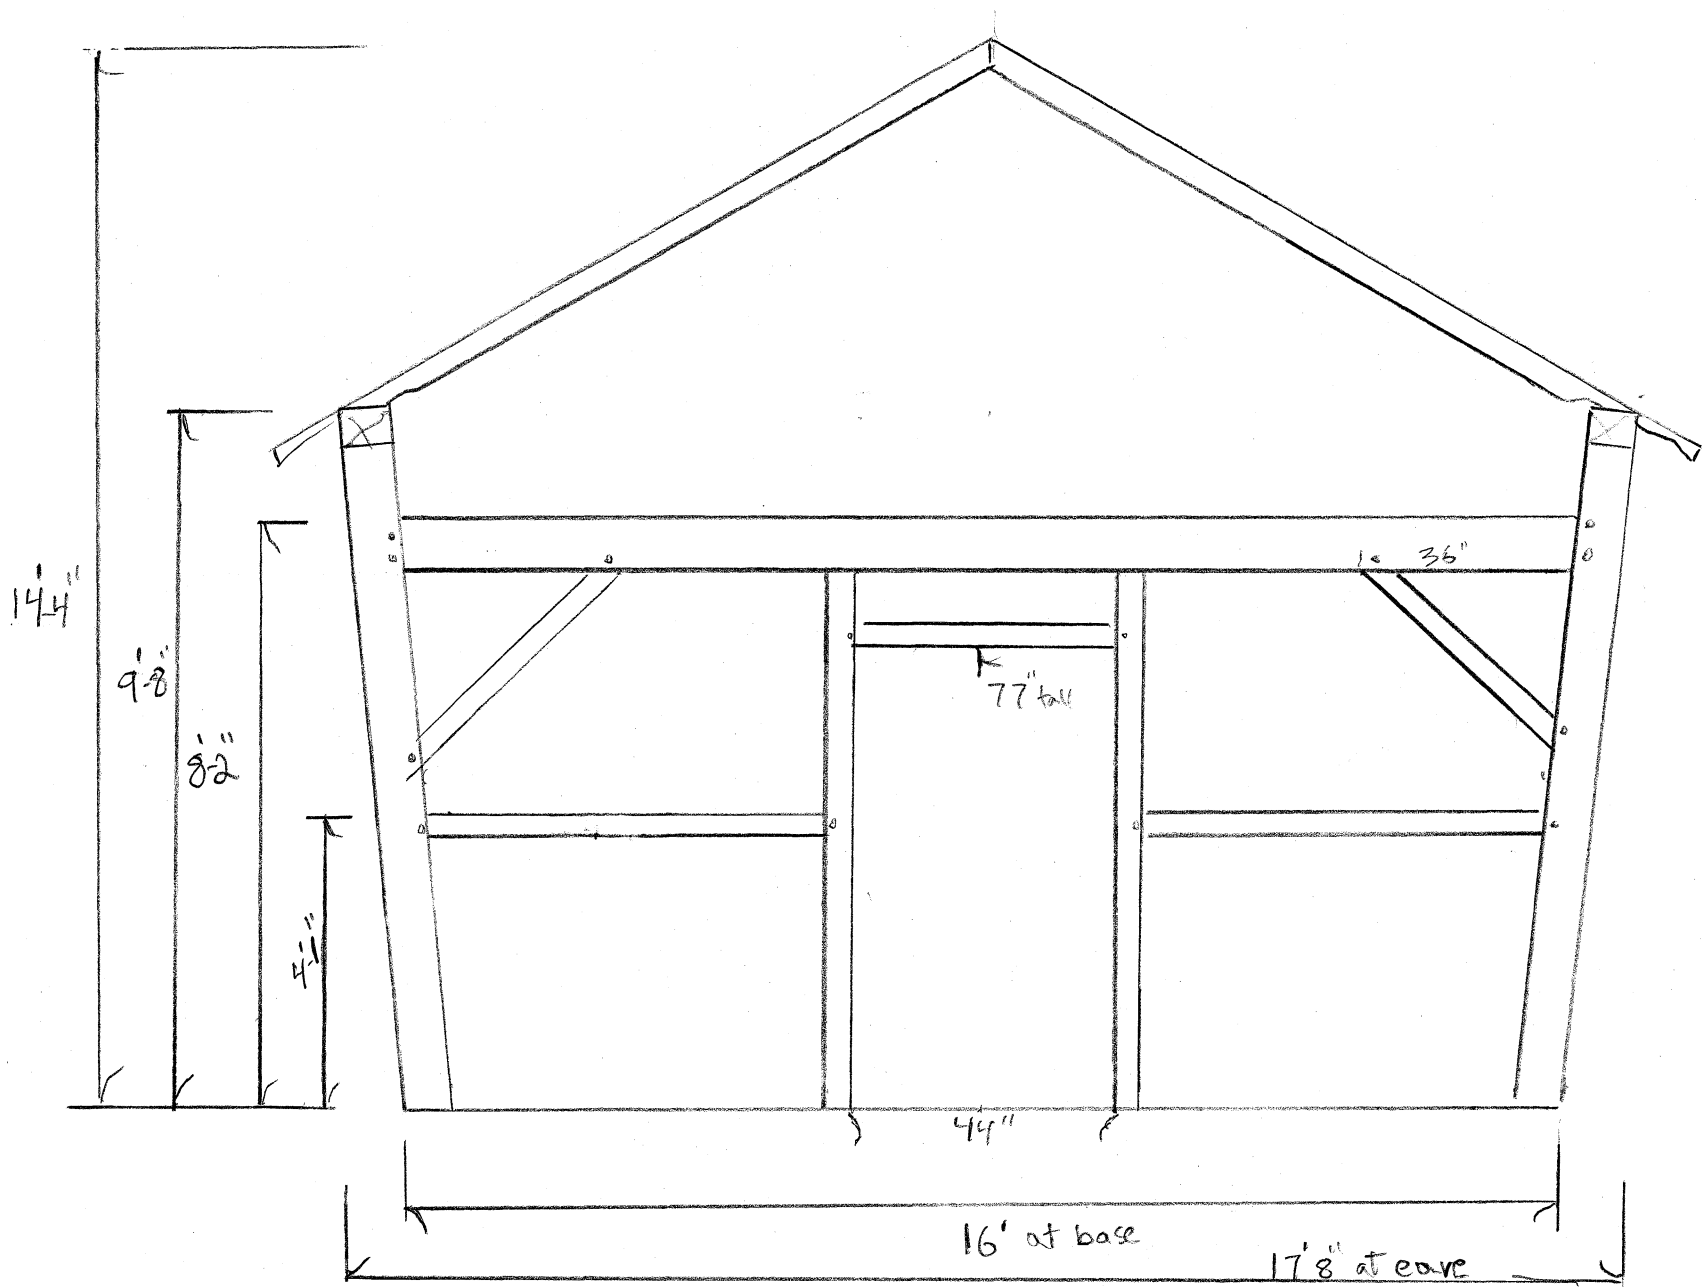 14'-4"
9'-8"
8'-2"
4'-1"
36"
77" tall
44"
16' at base
17'8" at eave